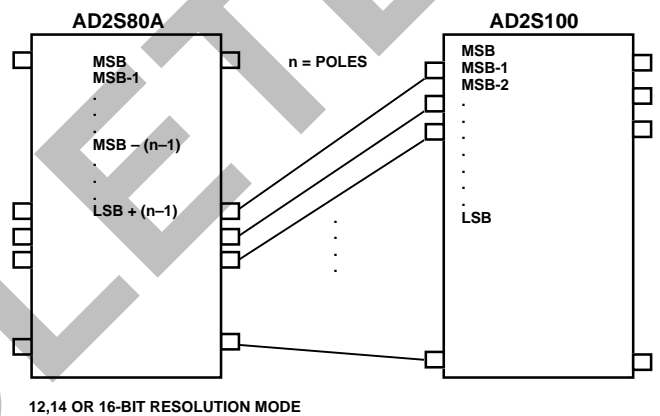 AD2S80A
AD2S100
MSB
MSB-1
.
.
.
MSB – (n–1)
.
.
.
LSB + (n–1)
n = POLES
.
.
.
.
MSB
MSB-1
MSB-2
.
.
.
.
.
.
.
LSB
12,14 OR 16-BIT RESOLUTION MODE